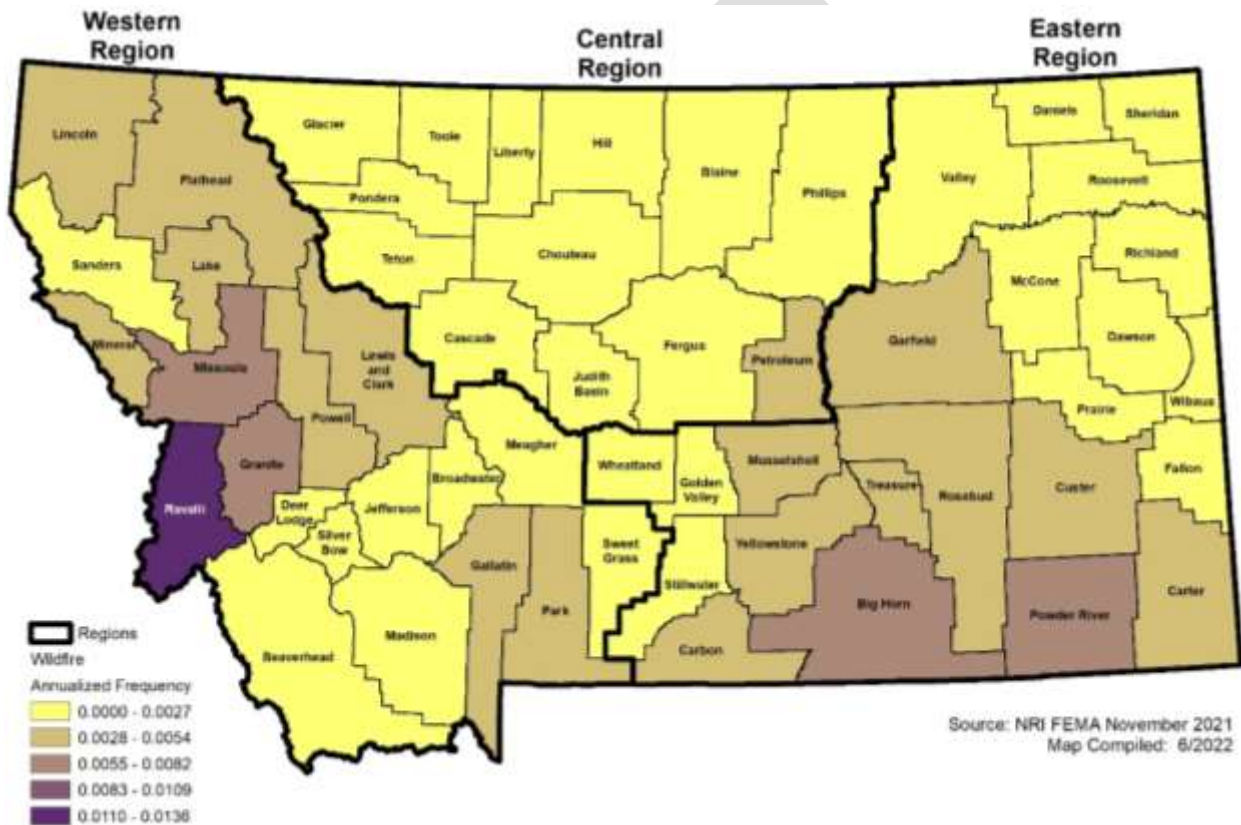 Western
Region
Central
Region
Eastern
Region
Lincoln
Flathead
Glacier
Toole
Liberty
Hill
Blaine
Phillips
Valley
Daniels
Sheridan
Roosevelt
Pondera
Teton
Chouteau
Sanders
Lake
McCone
Richland
Mineral
Missoula
Lewis
and
Clark
Cascade
Judith
Basin
Fergus
Petroleum
Garfield
Dawson
Prairie
Wibaux
Powell
Granite
Ravalli
Meagher
Wheatland
Golden
Valley
Musselshell
Treasure
Rosebud
Custer
Fallon
Deer
Lodge
Silver
Bow
Jefferson
Broadwater
Gallatin
Park
Sweet
Grass
Stillwater
Yellowstone
Big Horn
Powder River
Carter
Carbon
Beaverhead
Madison
Regions
Wildfire
Annualized Frequency
0.0000 - 0.0027
0.0028 - 0.0054
0.0055 - 0.0082
0.0083 - 0.0109
0.0110 - 0.0136
Source: NRI FEMA November 2021
Map Compiled: 6/2022